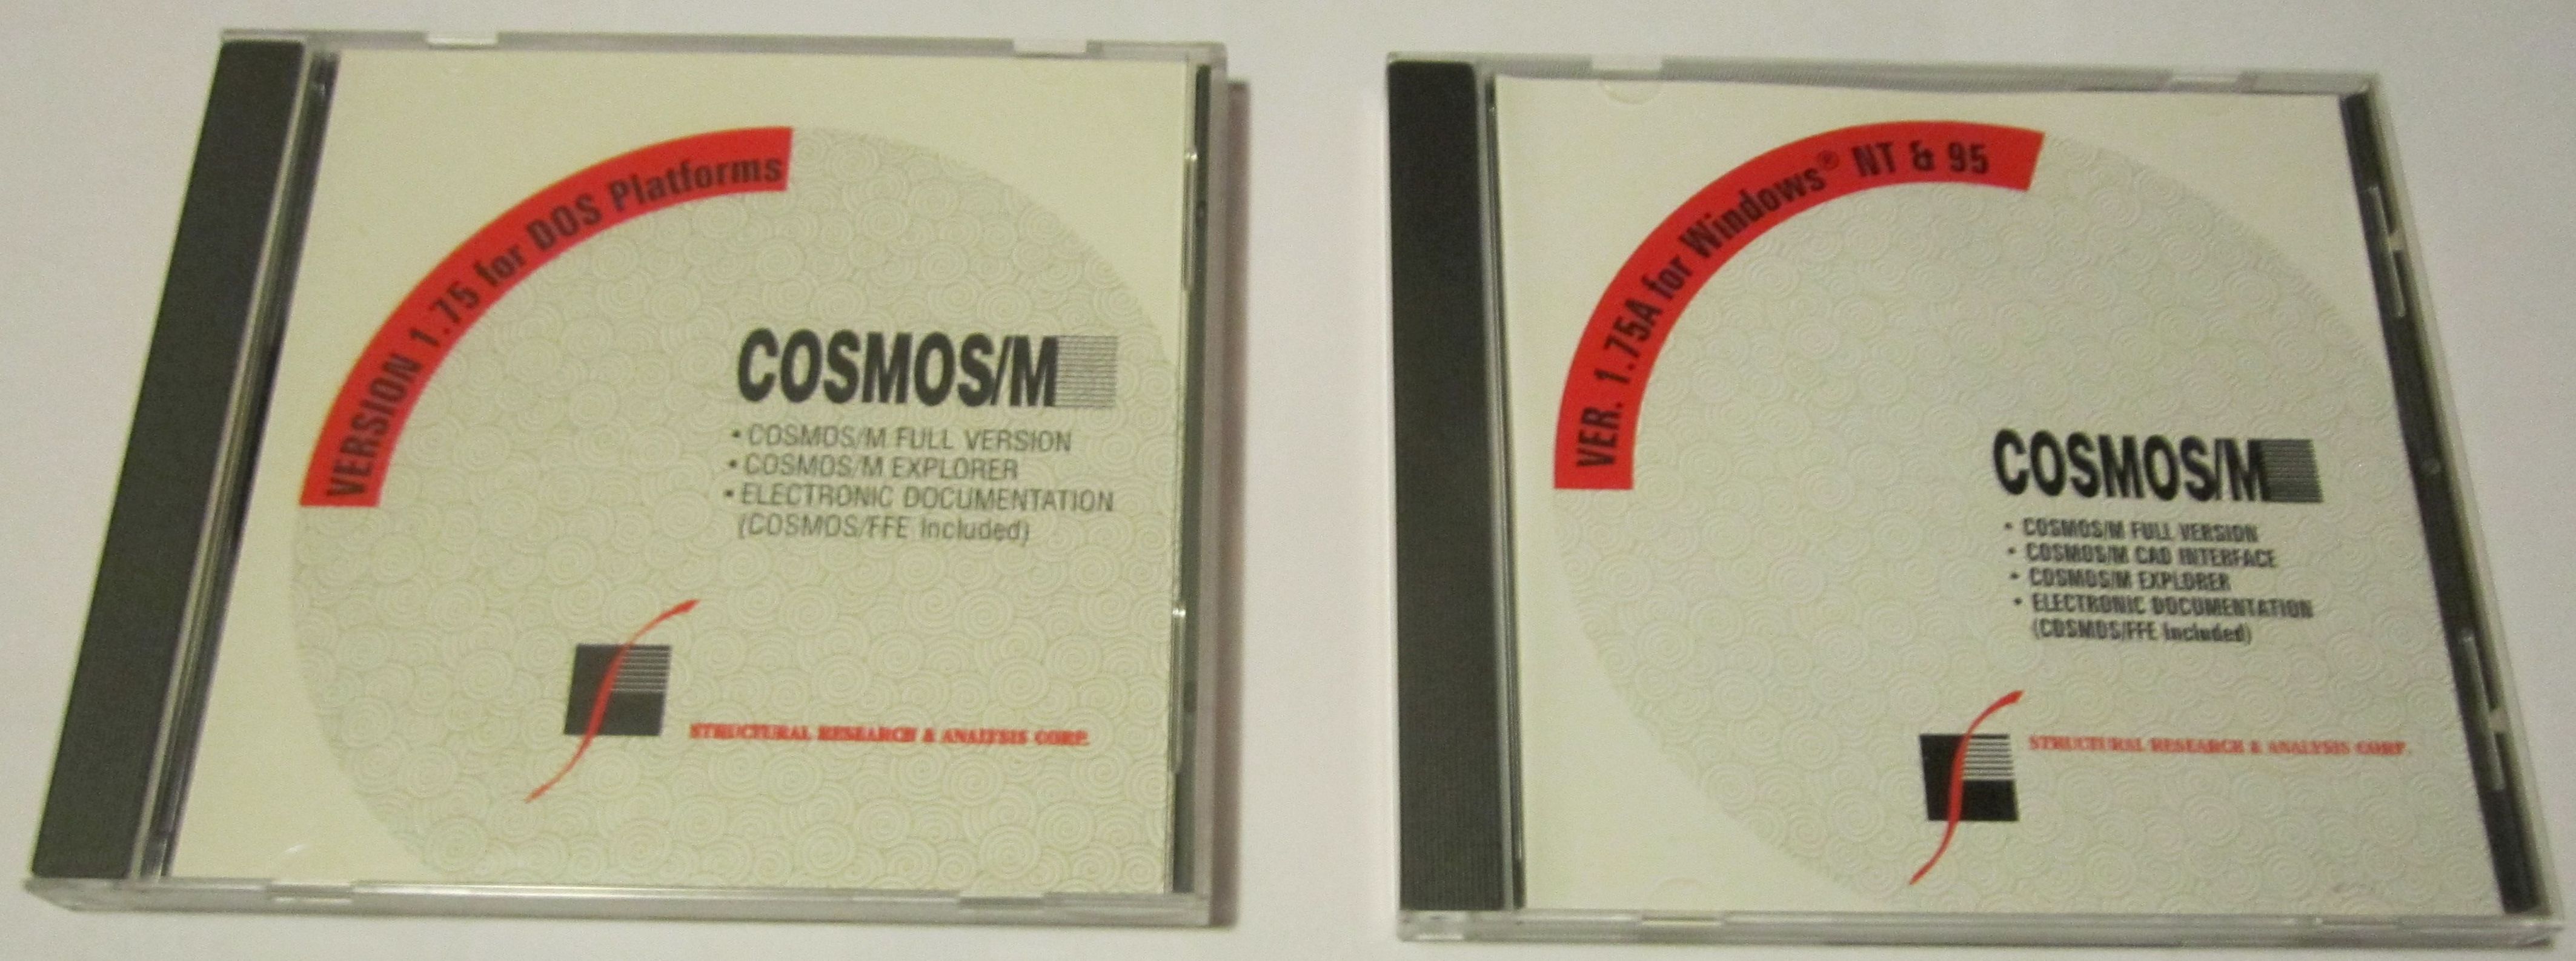 VERSION 1.75 for DOS Platforms
COSMOS/M
• COSMOS/M FULL VERSION
• COSMOS/M EXPLORER
• ELECTRONIC DOCUMENTATION
(COSMOS/FFE Included)
STRUCTURAL RESEARCH & ANALYSIS CORP.
VER. 1.75A for Windows® NT & 95
COSMOS/M
• COSMOS/M FULL VERSION
• COSMOS/M CAD INTERFACE
• COSMOS/M EXPLORER
• ELECTRONIC DOCUMENTATION
(COSMOS/FFE Included)
STRUCTURAL RESEARCH & ANALYSIS CORP.